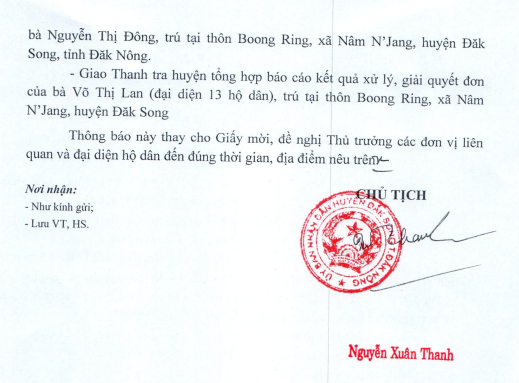 bà Nguyễn Thị Đông, trú tại thôn Boong Ring, xã Nâm N'Jang, huyện Đăk
Song, tỉnh Đăk Nông.
- Giao Thanh tra huyện tổng hợp báo cáo kết quả xử lý, giải quyết đơn
của bà Võ Thị Lan (đại diện 13 hộ dân), trú tại thôn Boong Ring, xã Nâm
N'Jang, huyện Đăk Song
Thông báo này thay cho Giấy mời, đề nghị Thủ trưởng các đơn vị liên
quan và đại diện hộ dân đến đúng thời gian, địa điểm nêu trên
Nơi nhận:
- Như kính gửi;
- Lưu VT, HS.
CHỦ TỊCH
ỦY BAN NHÂN DÂN HUYỆN ĐĂK SONG T. ĐĂK NÔNG
Nguyễn Xuân Thanh